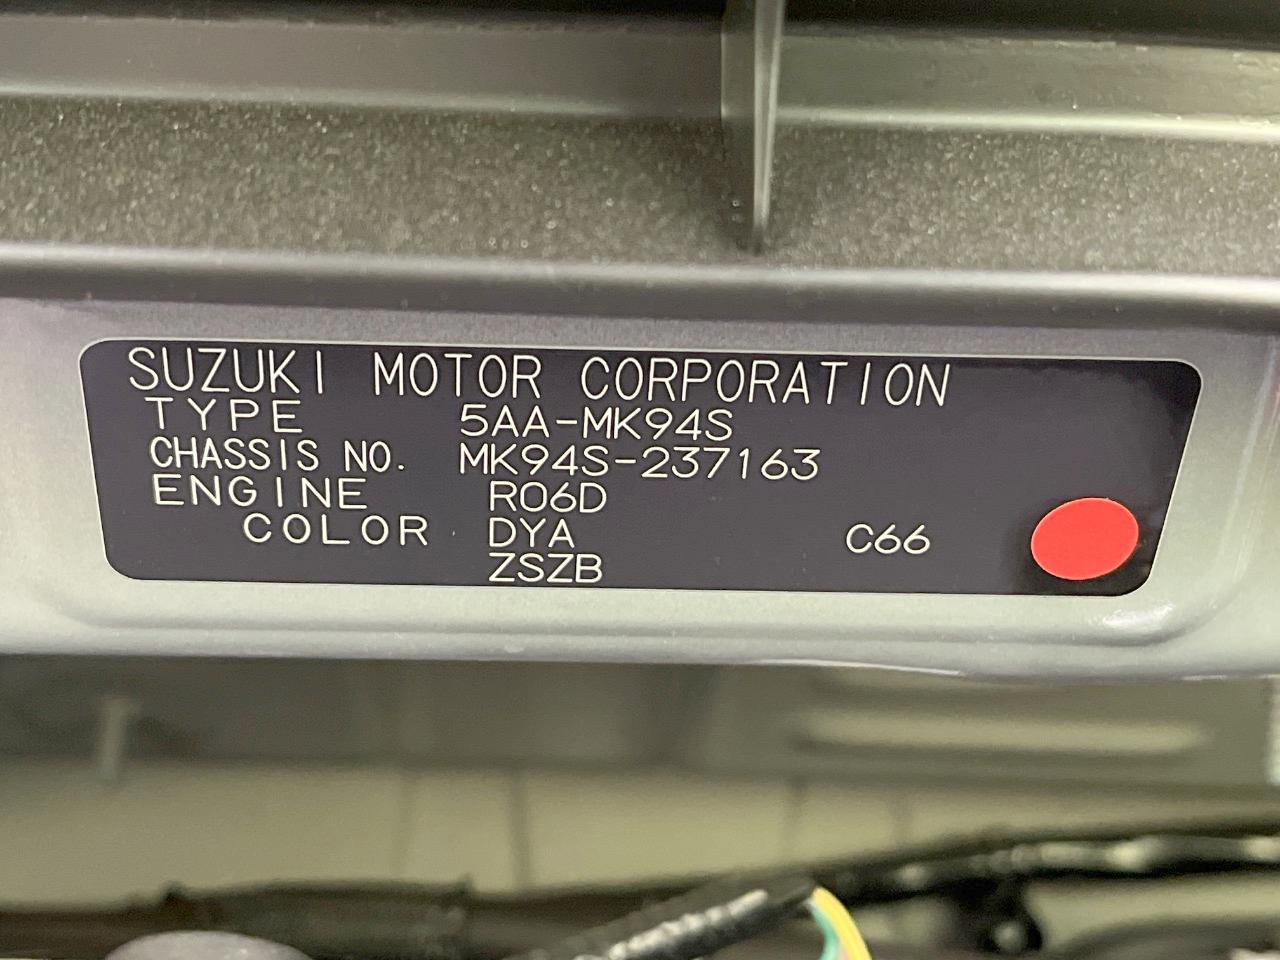 SUZUKI MOTOR CORPORATION
TYPE 5AA-MK94S
CHASSIS NO. MK94S-237163
ENGINE R06D
COLOR DYA C66
ZSZB